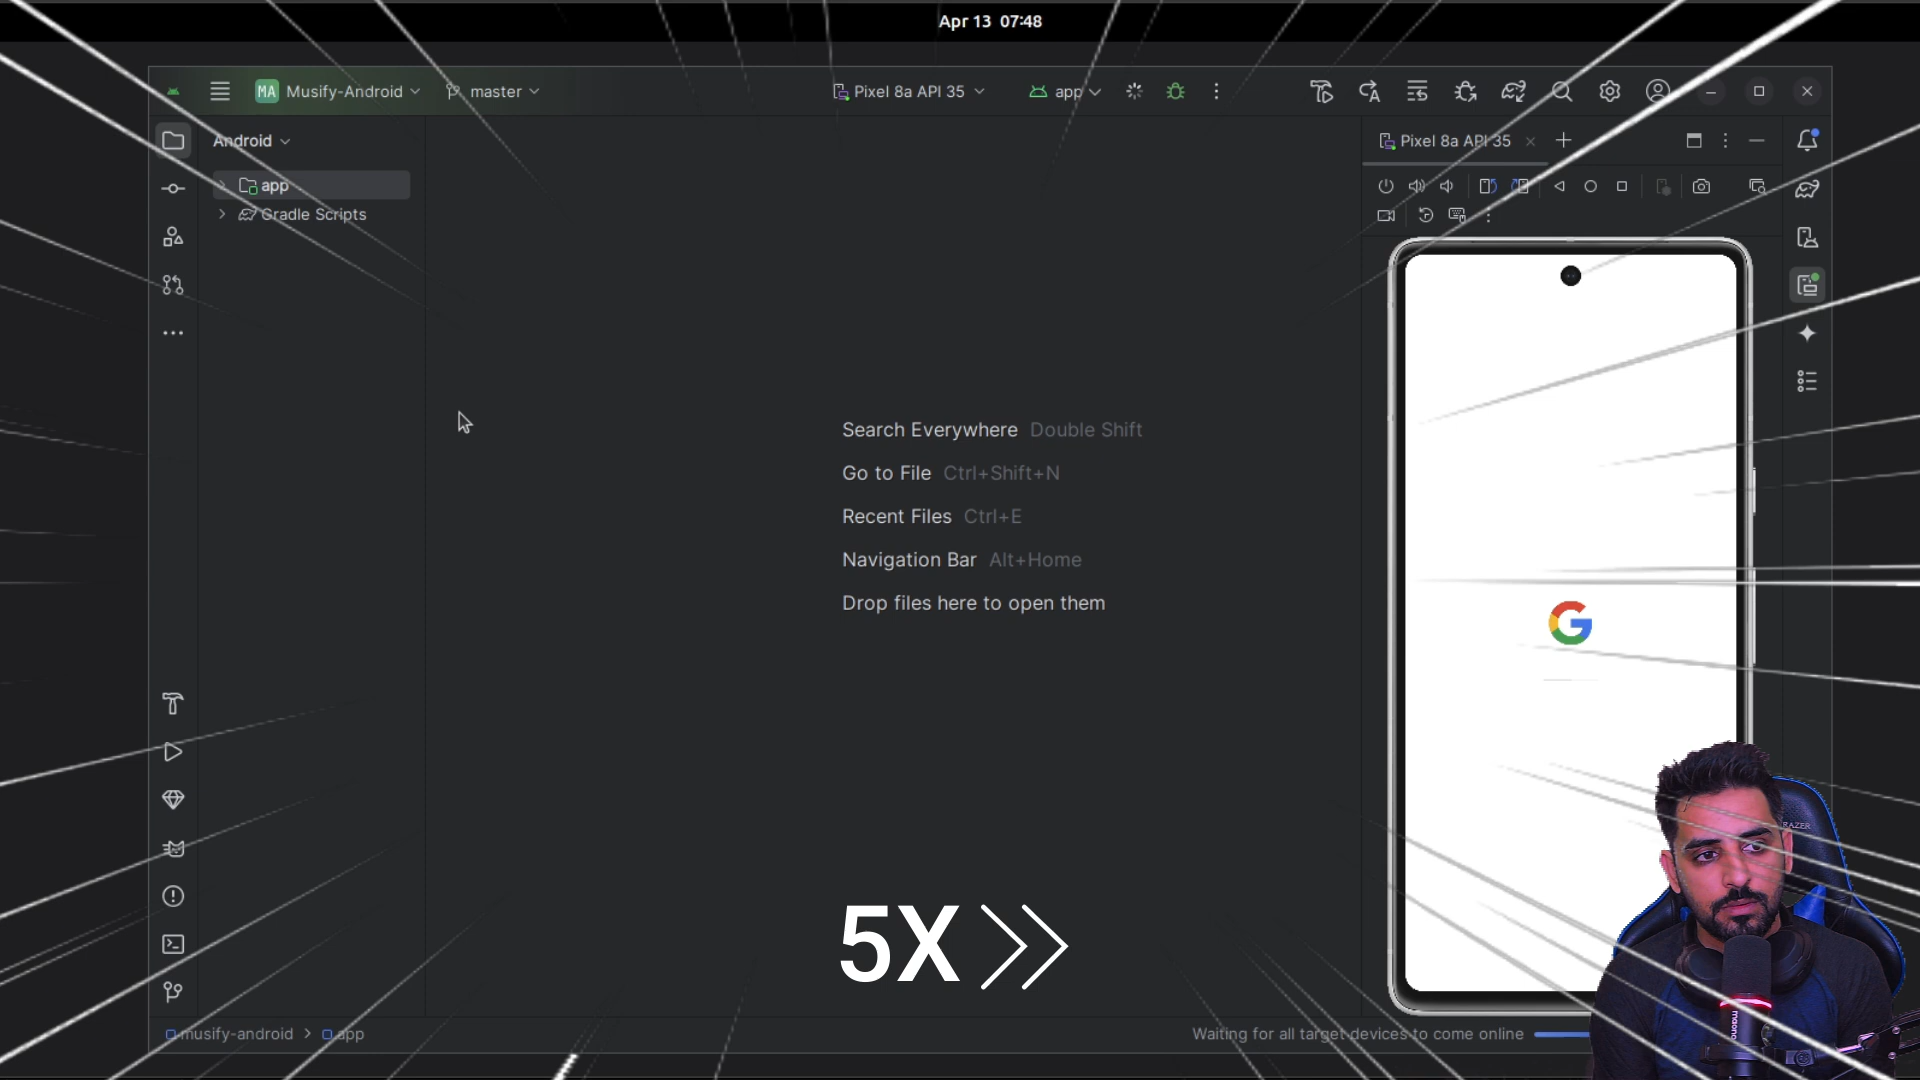 Apr 13 07:48
MA Musify-Android master Pixel 8a API 35 app
Android
Pixel 8a API 35
app
Gradle Scripts
Search Everywhere Double Shift
Go to File Ctrl+Shift+N
Recent Files Ctrl+E
Navigation Bar Alt+Home
Drop files here to open them
RAZER
5X
maono
musify-android > app
Waiting for all target devices to come online